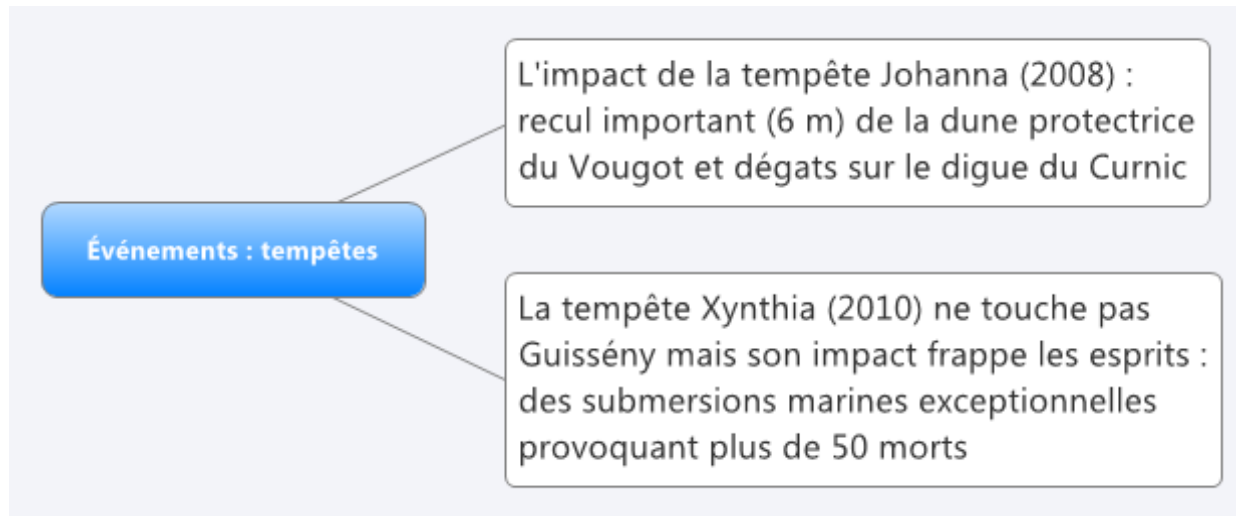 Événements : tempêtes
L'impact de la tempête Johanna (2008) :
recul important (6 m) de la dune protectrice
du Vougot et dégats sur le digue du Curnic
La tempête Xynthia (2010) ne touche pas
Guissény mais son impact frappe les esprits :
des submersions marines exceptionnelles
provoquant plus de 50 morts